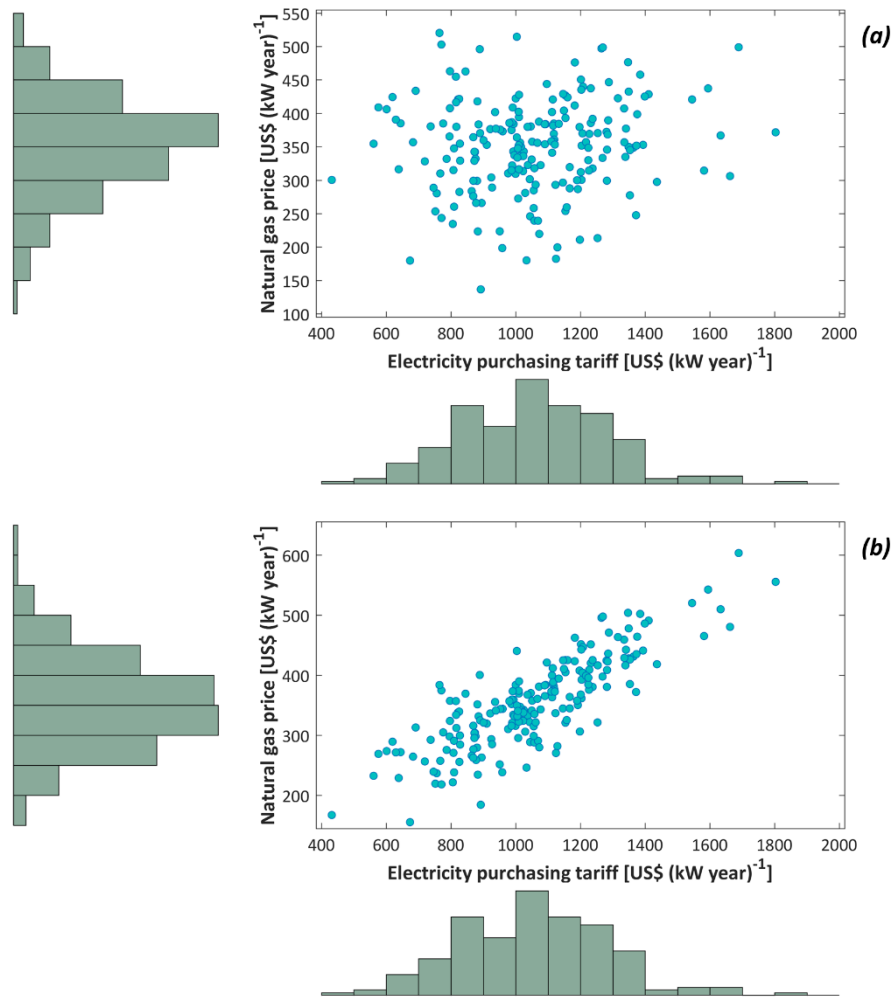 (a)
550
500
450
400
350
300
250
200
150
100
Natural gas price [US$ (kW year)⁻¹]
400 600 800 1000 1200 1400 1600 1800 2000
Electricity purchasing tariff [US$ (kW year)⁻¹]
(b)
600
500
400
300
200
Natural gas price [US$ (kW year)⁻¹]
400 600 800 1000 1200 1400 1600 1800 2000
Electricity purchasing tariff [US$ (kW year)⁻¹]